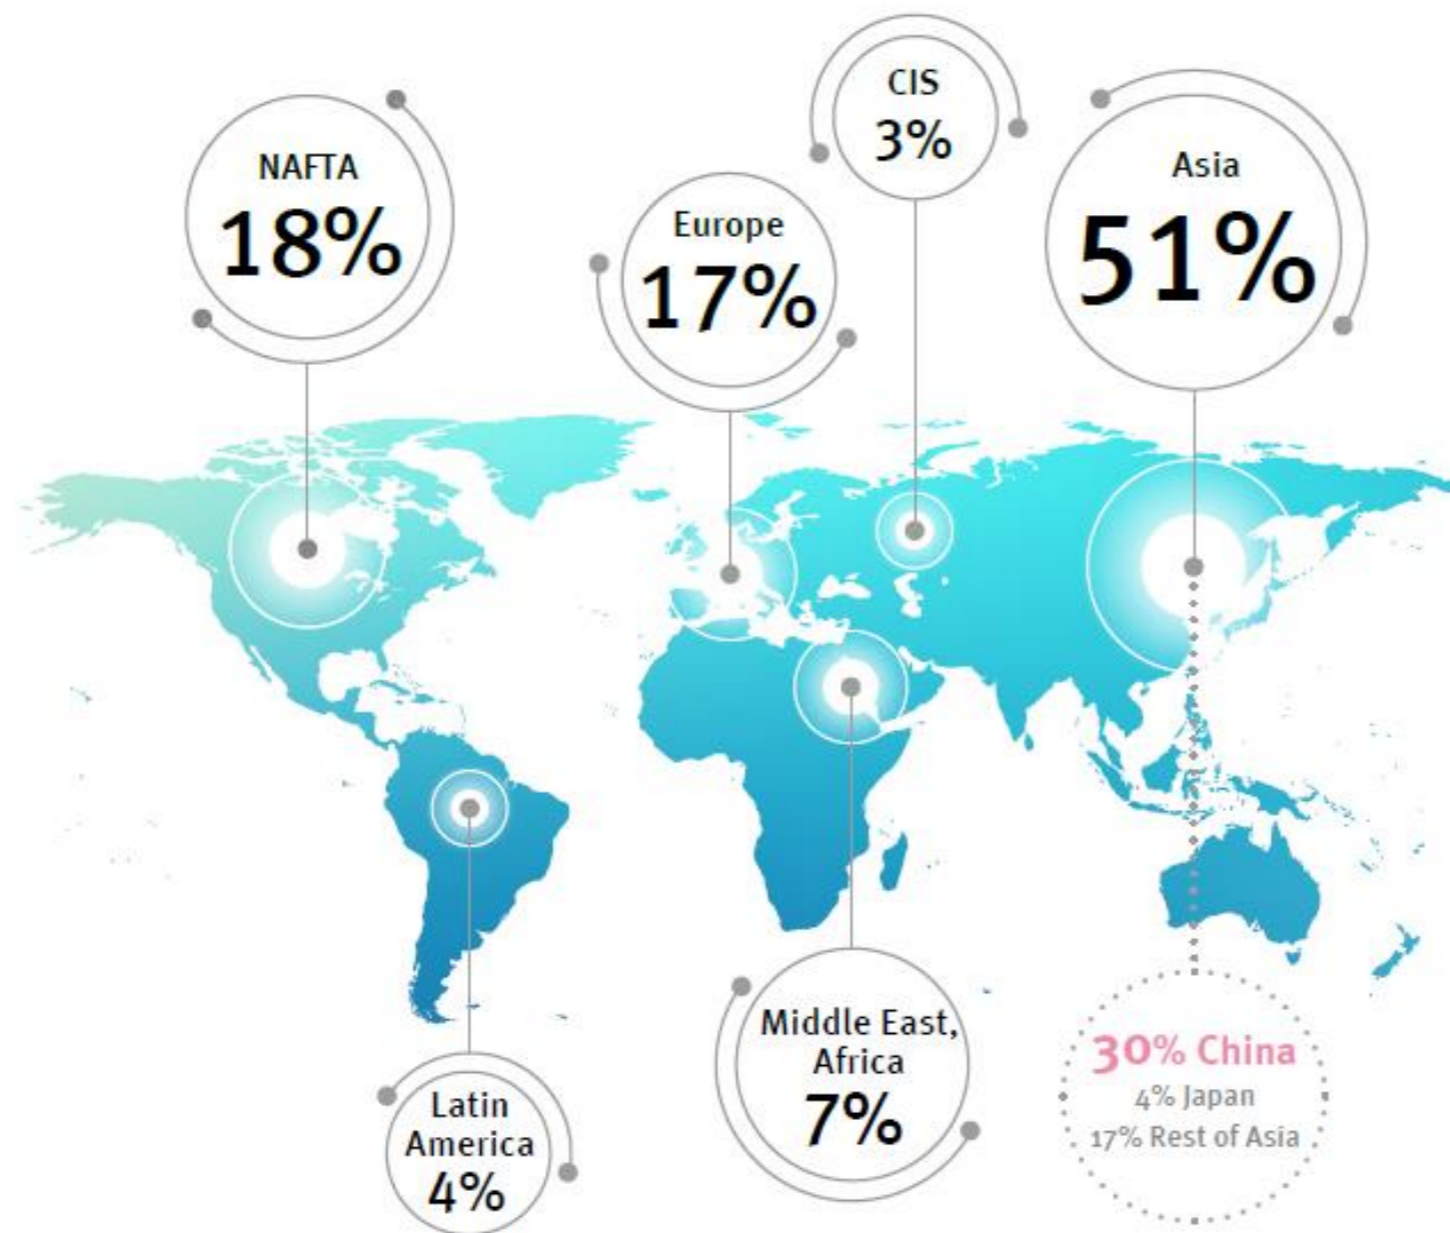 CIS
3%
NAFTA
18%
Asia
51%
Europe
17%
Middle East,
Africa
7%
30% China
4% Japan
17% Rest of Asia
Latin
America
4%